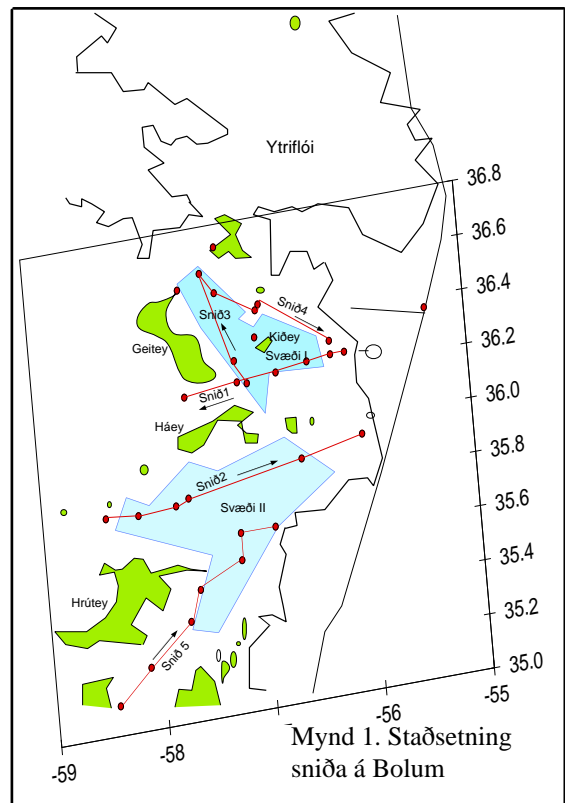 Ytriflói
36.8
36.6
36.4
Snið4
Snið3
36.2
Kiðey
Geitey
Svæði I
Snið1
36.0
Háey
35.8
Snið2
35.6
Svæði II
35.4
Hrútey
35.2
Snið 5
35.0
-55
-56
-58
-59
Mynd 1. Staðsetning
sniða á Bolum